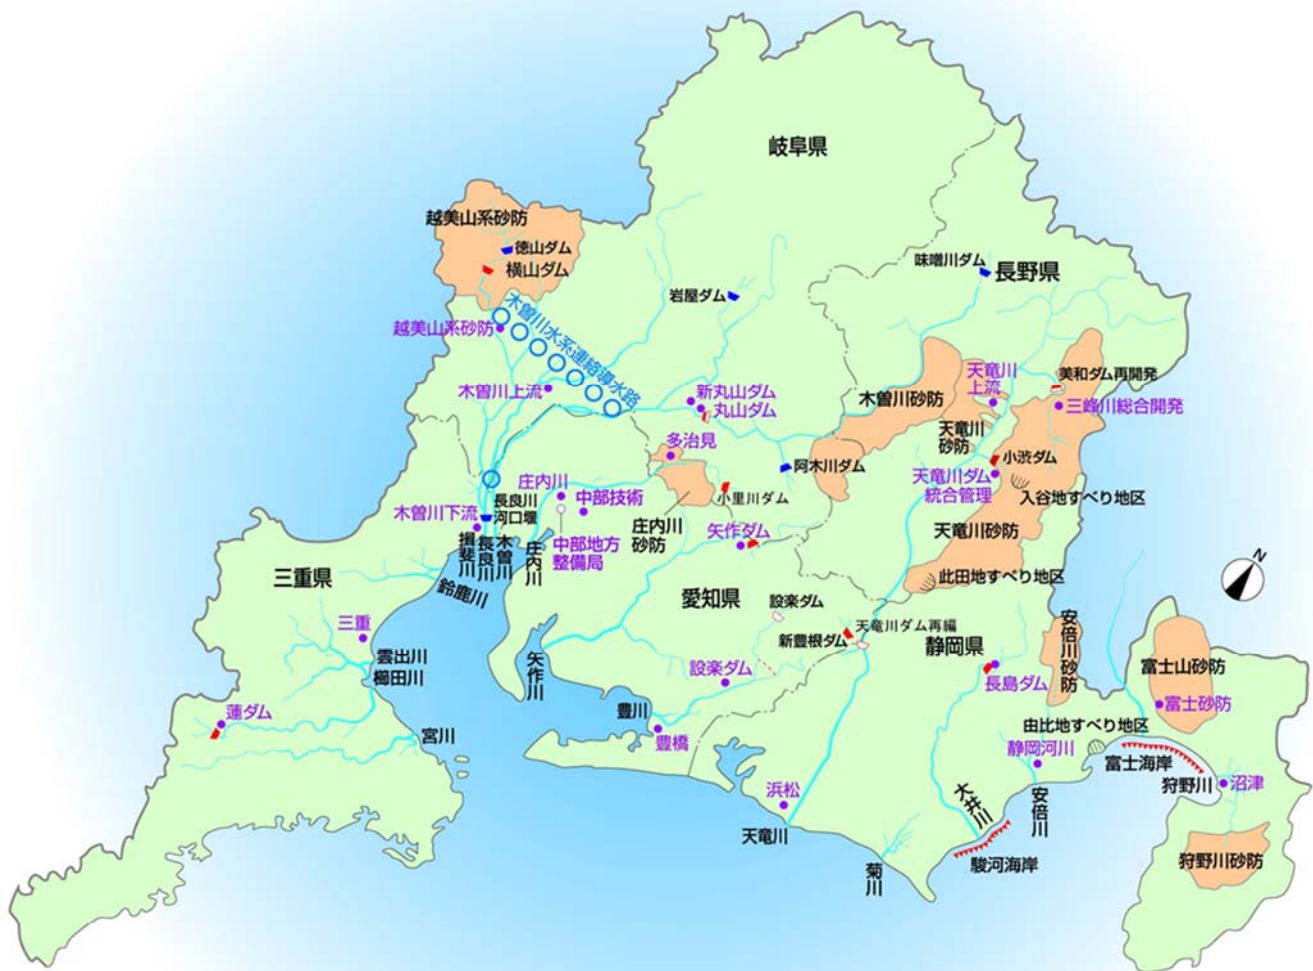 岐阜県
越美山系砂防
徳山ダム
横山ダム
味噌川ダム
長野県
岩屋ダム
木曽川水系連絡導水路
越美山系砂防
木曽川上流
新丸山ダム
丸山ダム
木曽川砂防
天竜川
上流
美和ダム再開発
三峰川総合開発
天竜川
砂防
多治見
阿木川ダム
小渋ダム
天竜川ダム
統合管理
入谷地すべり地区
庄内川
中部技術
小里川ダム
長良川
河口堰
木曽川下流
庄内川
砂防
矢作ダム
天竜川砂防
中部地方
整備局
揖斐川
長良川
木曽川
庄内川
N
此田地すべり地区
三重県
鈴鹿川
愛知県
設楽ダム
天竜川ダム再編
新豊根ダム
静岡県
安倍川砂防
三重
雲出川
櫛田川
矢作川
設楽ダム
長島ダム
富士山砂防
富士砂防
蓮ダム
宮川
豊川
豊橋
由比地すべり地区
静岡河川
富士海岸
狩野川
沼津
浜松
天竜川
大井川
安倍川
菊川
駿河海岸
狩野川砂防